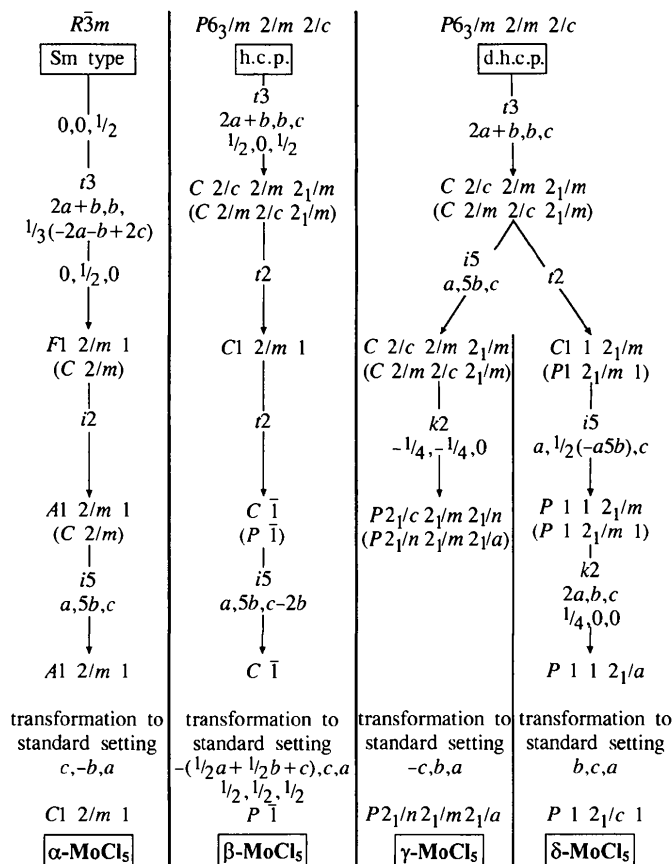 R3̄m
Sm type
0,0,1/2
t3
2a+b,b,
1/3(-2a-b+2c)
0,1/2,0
F1 2/m 1
(C 2/m)
i2
A1 2/m 1
(C 2/m)
i5
a,5b,c
A1 2/m 1
transformation to
standard setting
c,-b,a
C1 2/m 1
α-MoCl5
P63/m 2/m 2/c
h.c.p.
t3
2a+b,b,c
1/2,0,1/2
C 2/c 2/m 21/m
(C 2/m 2/c 21/m)
t2
C1 2/m 1
t2
C 1̄
(P 1̄)
i5
a,5b,c-2b
C 1̄
transformation to
standard setting
-(1/2a + 1/2b+c),c,a
1/2,1/2,1/2
P 1̄
β-MoCl5
P63/m 2/m 2/c
d.h.c.p.
t3
2a+b,b,c
C 2/c 2/m 21/m
(C 2/m 2/c 21/m)
i5
a,5b,c
C 2/c 2/m 21/m
(C 2/m 2/c 21/m)
k2
-1/4,-1/4,0
P21/c 21/m 21/n
(P21/n 21/m 21/a)
transformation to
standard setting
-c,b,a
P21/n 21/m 21/a
γ-MoCl5
t2
C1 1 21/m
(P1 21/m 1)
i5
a,1/2(-a5b),c
P 1 1 21/m
(P 1 21/m 1)
k2
2a,b,c
1/4,0,0
P 1 1 21/a
transformation to
standard setting
b,c,a
P 1 21/c 1
δ-MoCl5